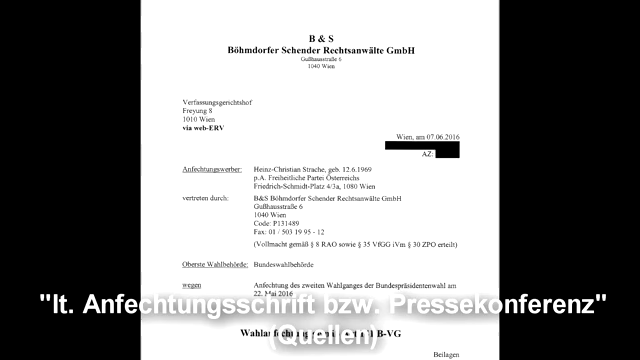 B & S
Böhmdorfer Schender Rechtsanwälte GmbH
Gußhausstraße 6
1040 Wien
Verfassungsgerichtshof
Freyung 8
1010 Wien
via web-ERV
Wien, am 07.06.2016
AZ:
Anfechtungswerber: Heinz-Christian Strache, geb. 12.6.1969
p.A. Freiheitliche Partei Österreichs
Friedrich-Schmidt-Platz 4/3a, 1080 Wien
vertreten durch: B&S Böhmdorfer Schender Rechtsanwälte GmbH
Gußhausstraße 6
1040 Wien
Code: P131489
Fax: 01 / 503 19 95 - 12
(Vollmacht gemäß § 8 RAO sowie § 35 VfGG iVm § 30 ZPO erteilt)
Oberste Wahlbehörde: Bundeswahlbehörde
wegen Anfechtung des zweiten Wahlganges der Bundespräsidentenwahl am
22. Mai 2016
"lt. Anfechtungsschrift bzw. Pressekonferenz"
(Quellen)
B-VG
Beilagen